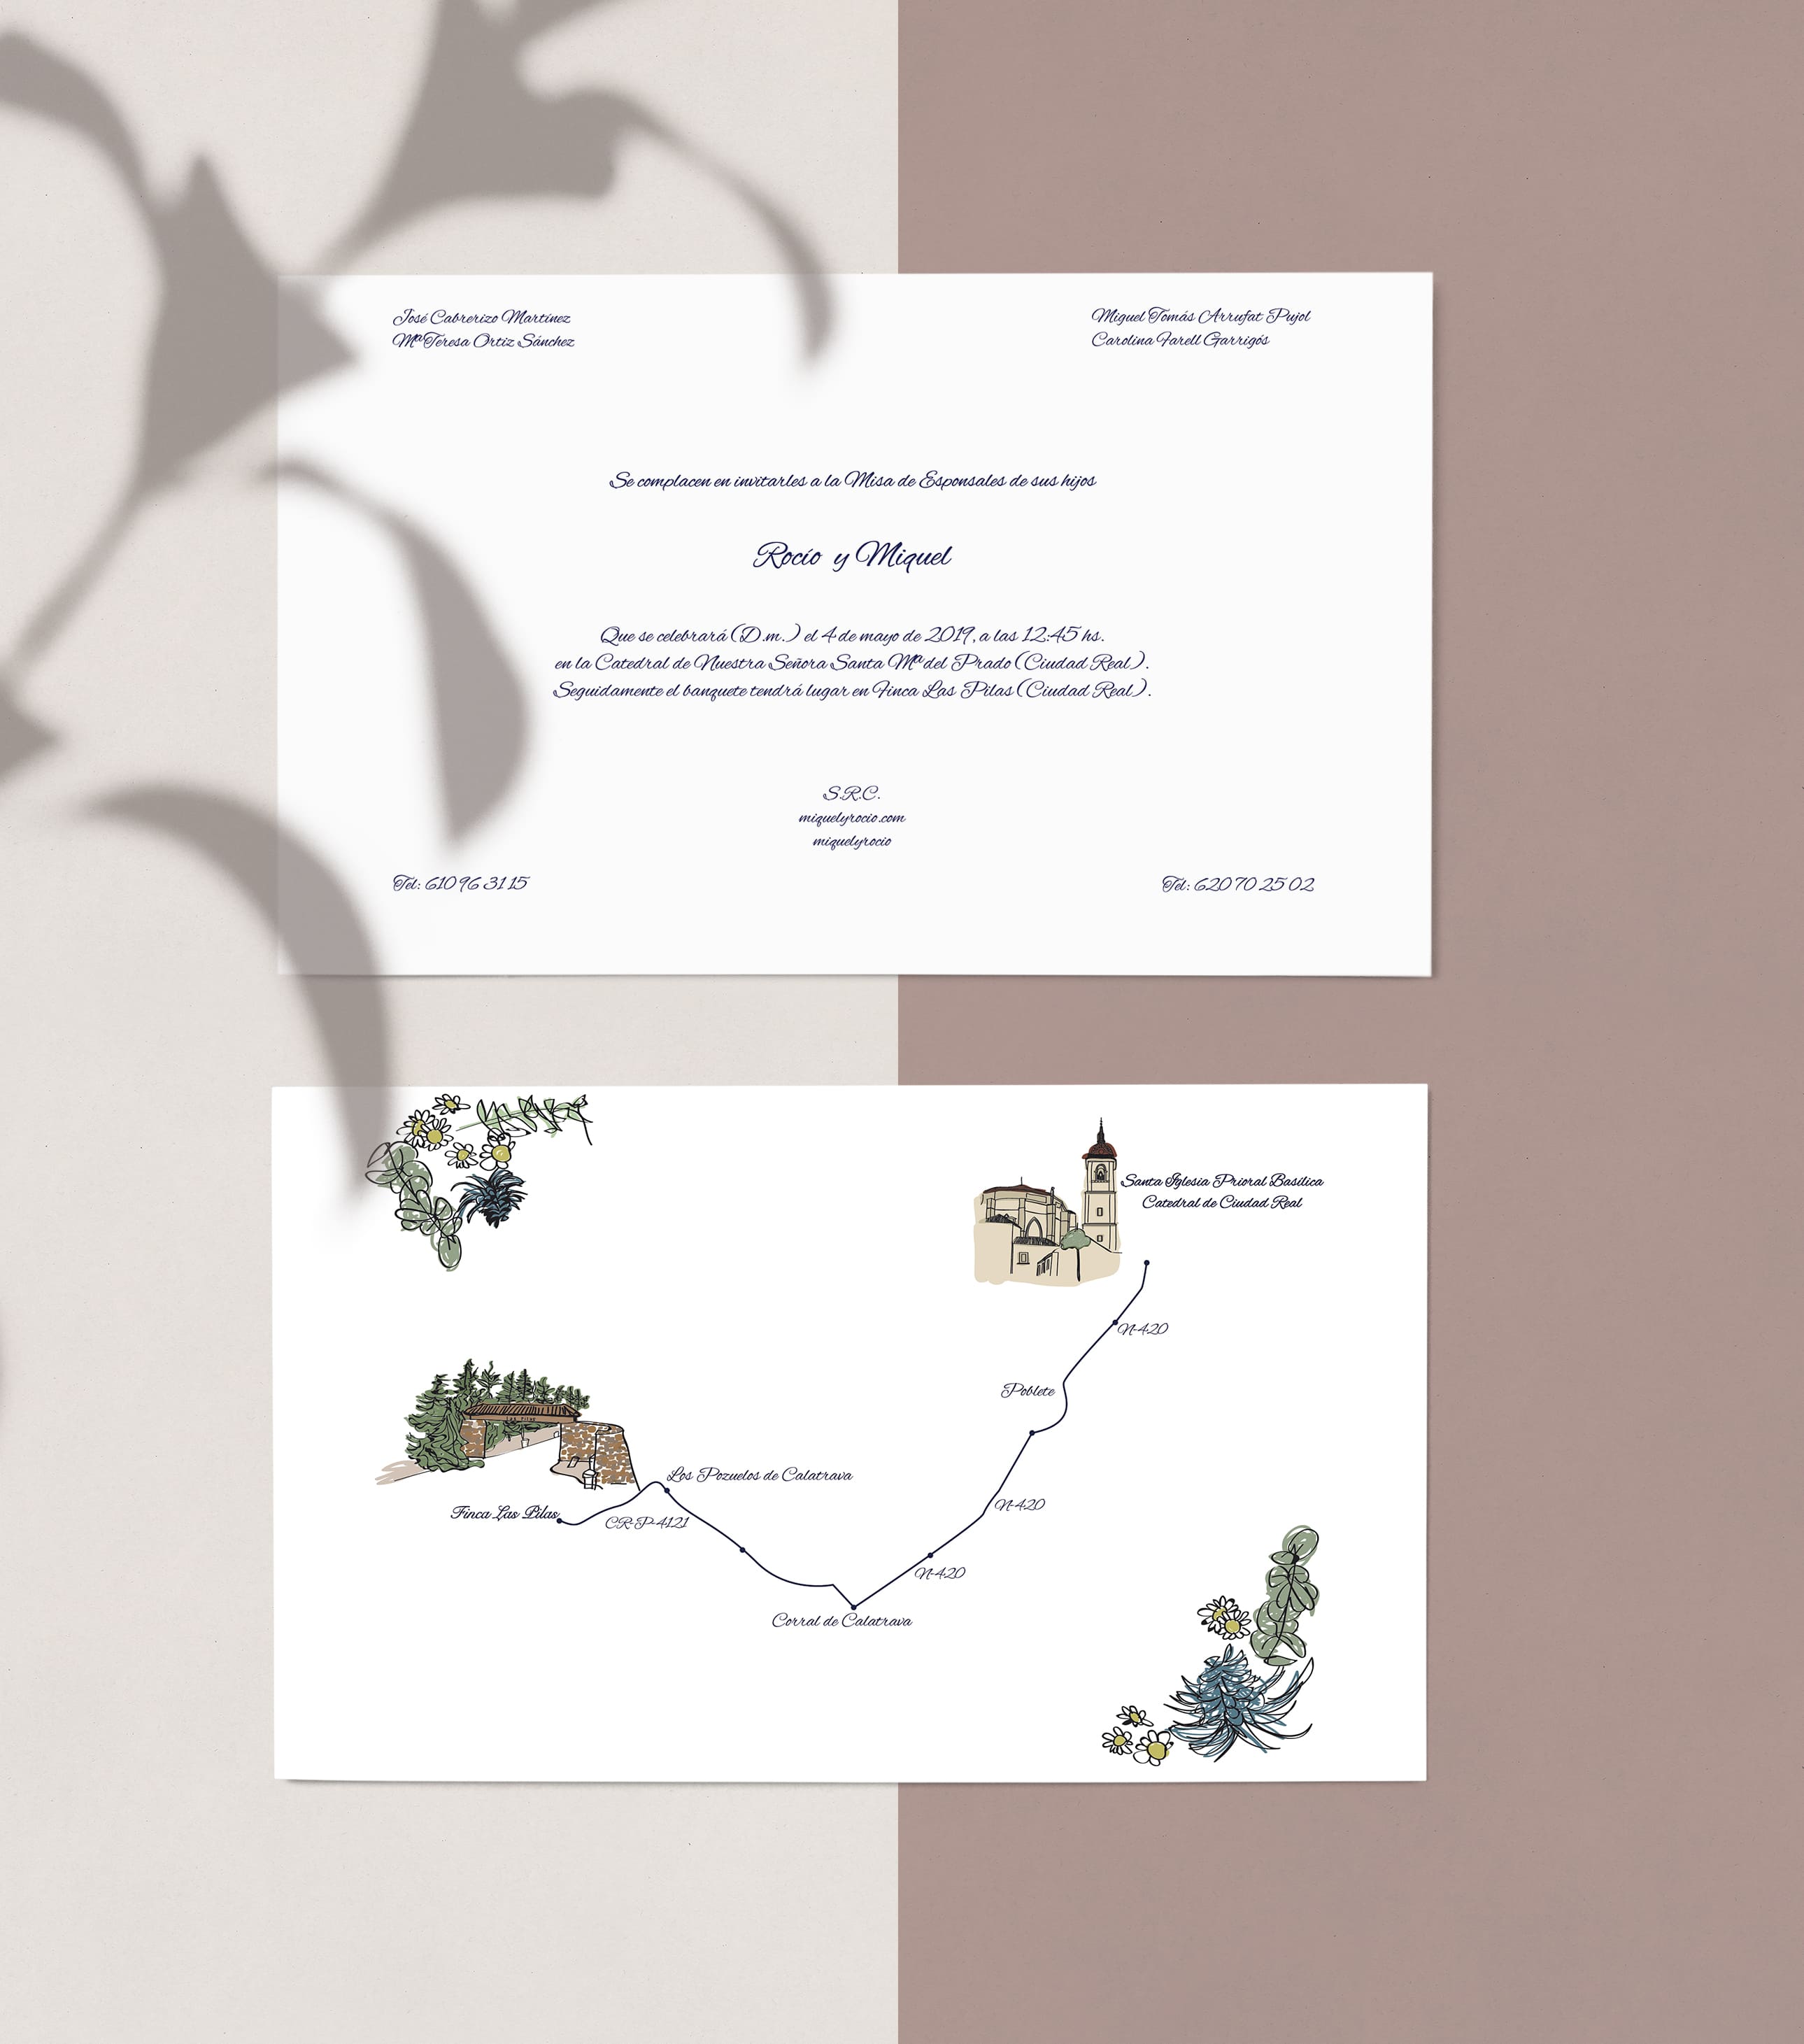 José Cabrerizo Martínez
Mª Teresa Ortiz Sánchez
Miguel Tomás Arrufat Pujol
Carolina Farell Garrigós
Se complacen en invitarles a la Misa de Esponsales de sus hijos
Rocío y Miquel
Que se celebrará (D.m.) el 4 de mayo de 2019, a las 12:45 hs.
en la Catedral de Nuestra Señora Santa Mª del Prado (Ciudad Real).
Seguidamente el banquete tendrá lugar en Finca Las Pilas (Ciudad Real).
S.R.C.
miquelyrocio.com
miquelyrocio
Tel: 610 96 31 15
Tel: 620 70 25 02
Santa Iglesia Prioral Basílica
Catedral de Ciudad Real
N-420
Poblete
LAS PILAS
Los Pozuelos de Calatrava
N-420
Finca Las Pilas
CR-P-4121
N-420
Corral de Calatrava